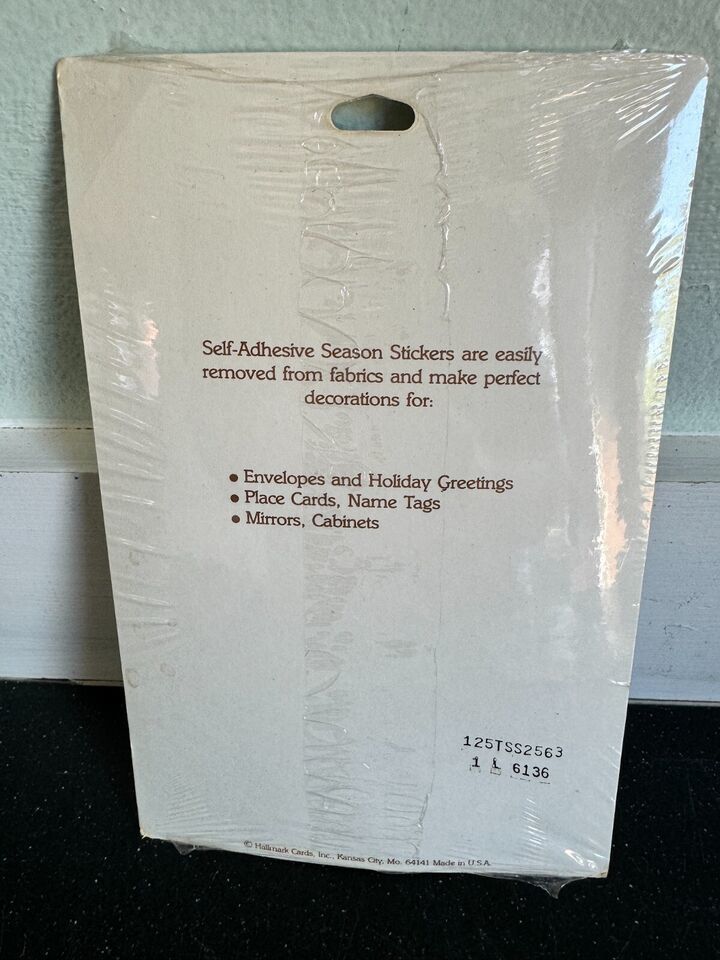 Self-Adhesive Season Stickers are easily
removed from fabrics and make perfect
decorations for:
• Envelopes and Holiday Greetings
• Place Cards, Name Tags
• Mirrors, Cabinets
125TSS2563
1 L 6136
© Hallmark Cards, Inc., Kansas City, Mo. 64141 Made in U.S.A.